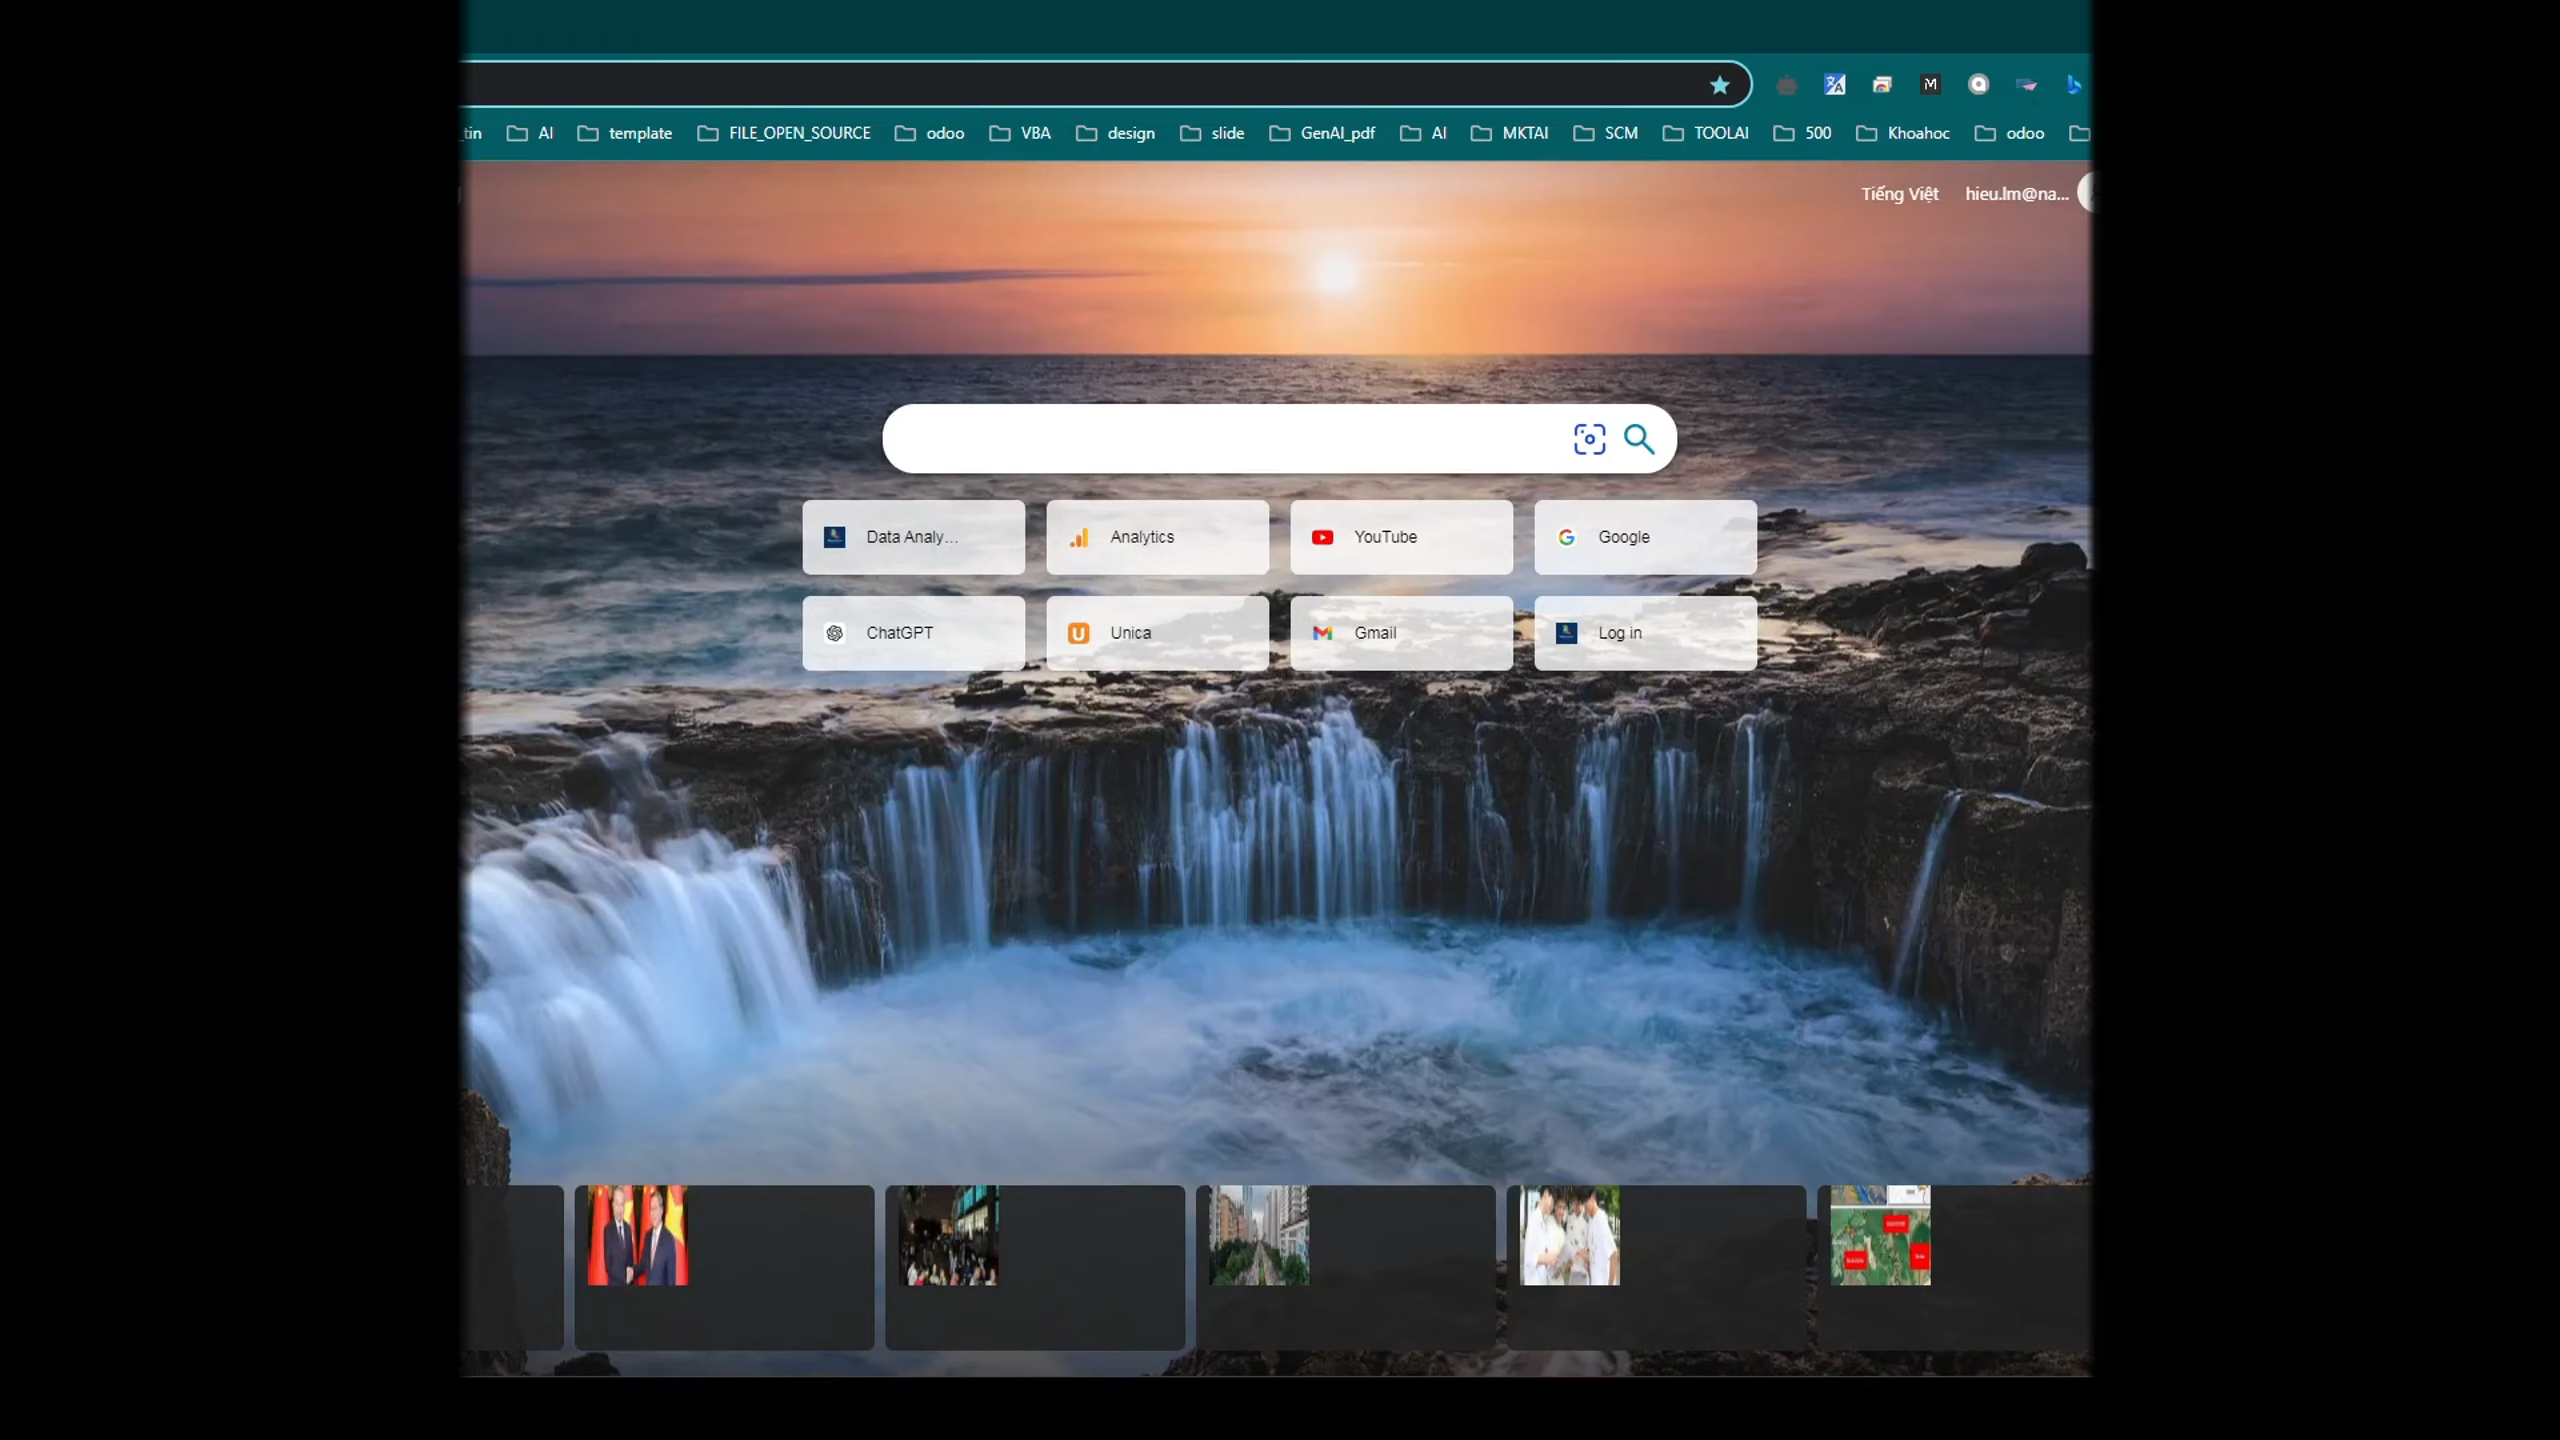 _tin AI template FILE_OPEN_SOURCE odoo VBA design slide GenAI_pdf AI MKTAI SCM TOOLAI 500 Khoahoc odoo
Tiếng Việt hieu.lm@na...
Data Analy... Analytics YouTube Google
ChatGPT Unica Gmail Log in